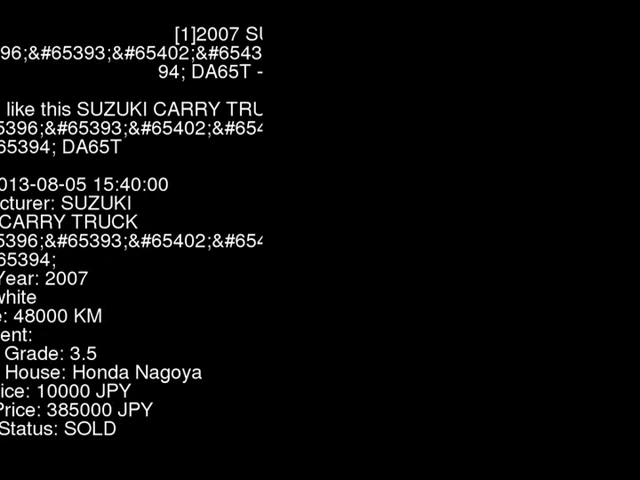 [1]2007 SU
96;&#65393;&#65402;&#6543
94; DA65T -
like this SUZUKI CARRY TRU
5396;&#65393;&#65402;&#654
65394; DA65T
013-08-05 15:40:00
cturer: SUZUKI
CARRY TRUCK
5396;&#65393;&#65402;&#654
65394;
Year: 2007
white
e: 48000 KM
ent:
Grade: 3.5
House: Honda Nagoya
ice: 10000 JPY
Price: 385000 JPY
Status: SOLD